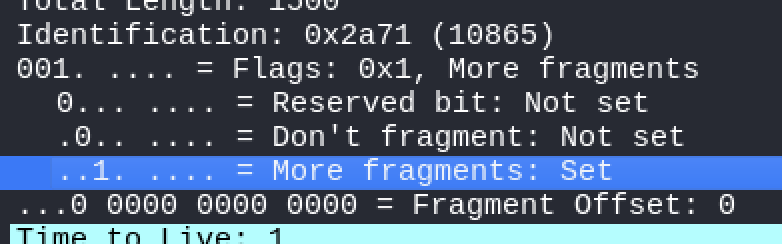 Total Length: 1500
Identification: 0x2a71 (10865)
001. .... = Flags: 0x1, More fragments
0... .... = Reserved bit: Not set
.0.. .... = Don't fragment: Not set
..1. .... = More fragments: Set
...0 0000 0000 0000 = Fragment Offset: 0
Time to Live: 1